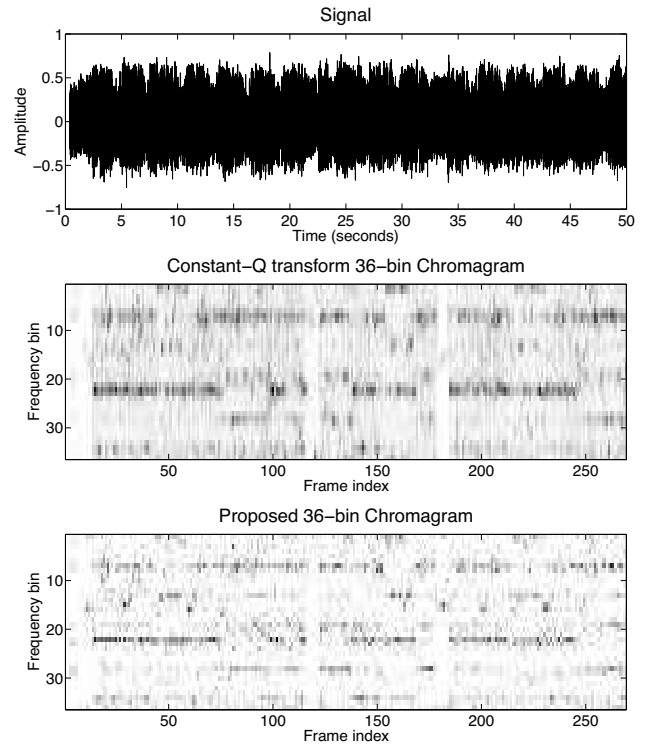 Signal
1
0.5
0
−0.5
−1
Amplitude
0 5 10 15 20 25 30 35 40 45 50
Time (seconds)
Constant−Q transform 36−bin Chromagram
10
20
30
Frequency bin
50 100 150 200 250
Frame index
Proposed 36−bin Chromagram
10
20
30
Frequency bin
50 100 150 200 250
Frame index